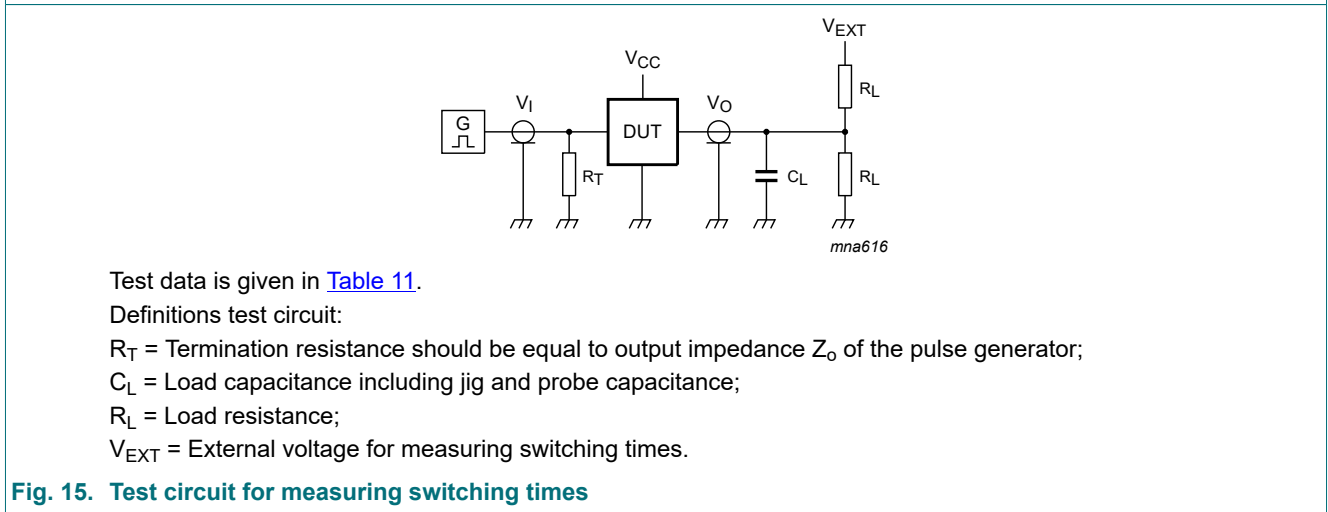 VEXT
VCC
RL
VI
VO
G
DUT
RT
CL
RL
mna616
Test data is given in Table 11.
Definitions test circuit:
RT = Termination resistance should be equal to output impedance Zo of the pulse generator;
CL = Load capacitance including jig and probe capacitance;
RL = Load resistance;
VEXT = External voltage for measuring switching times.
Fig. 15. Test circuit for measuring switching times